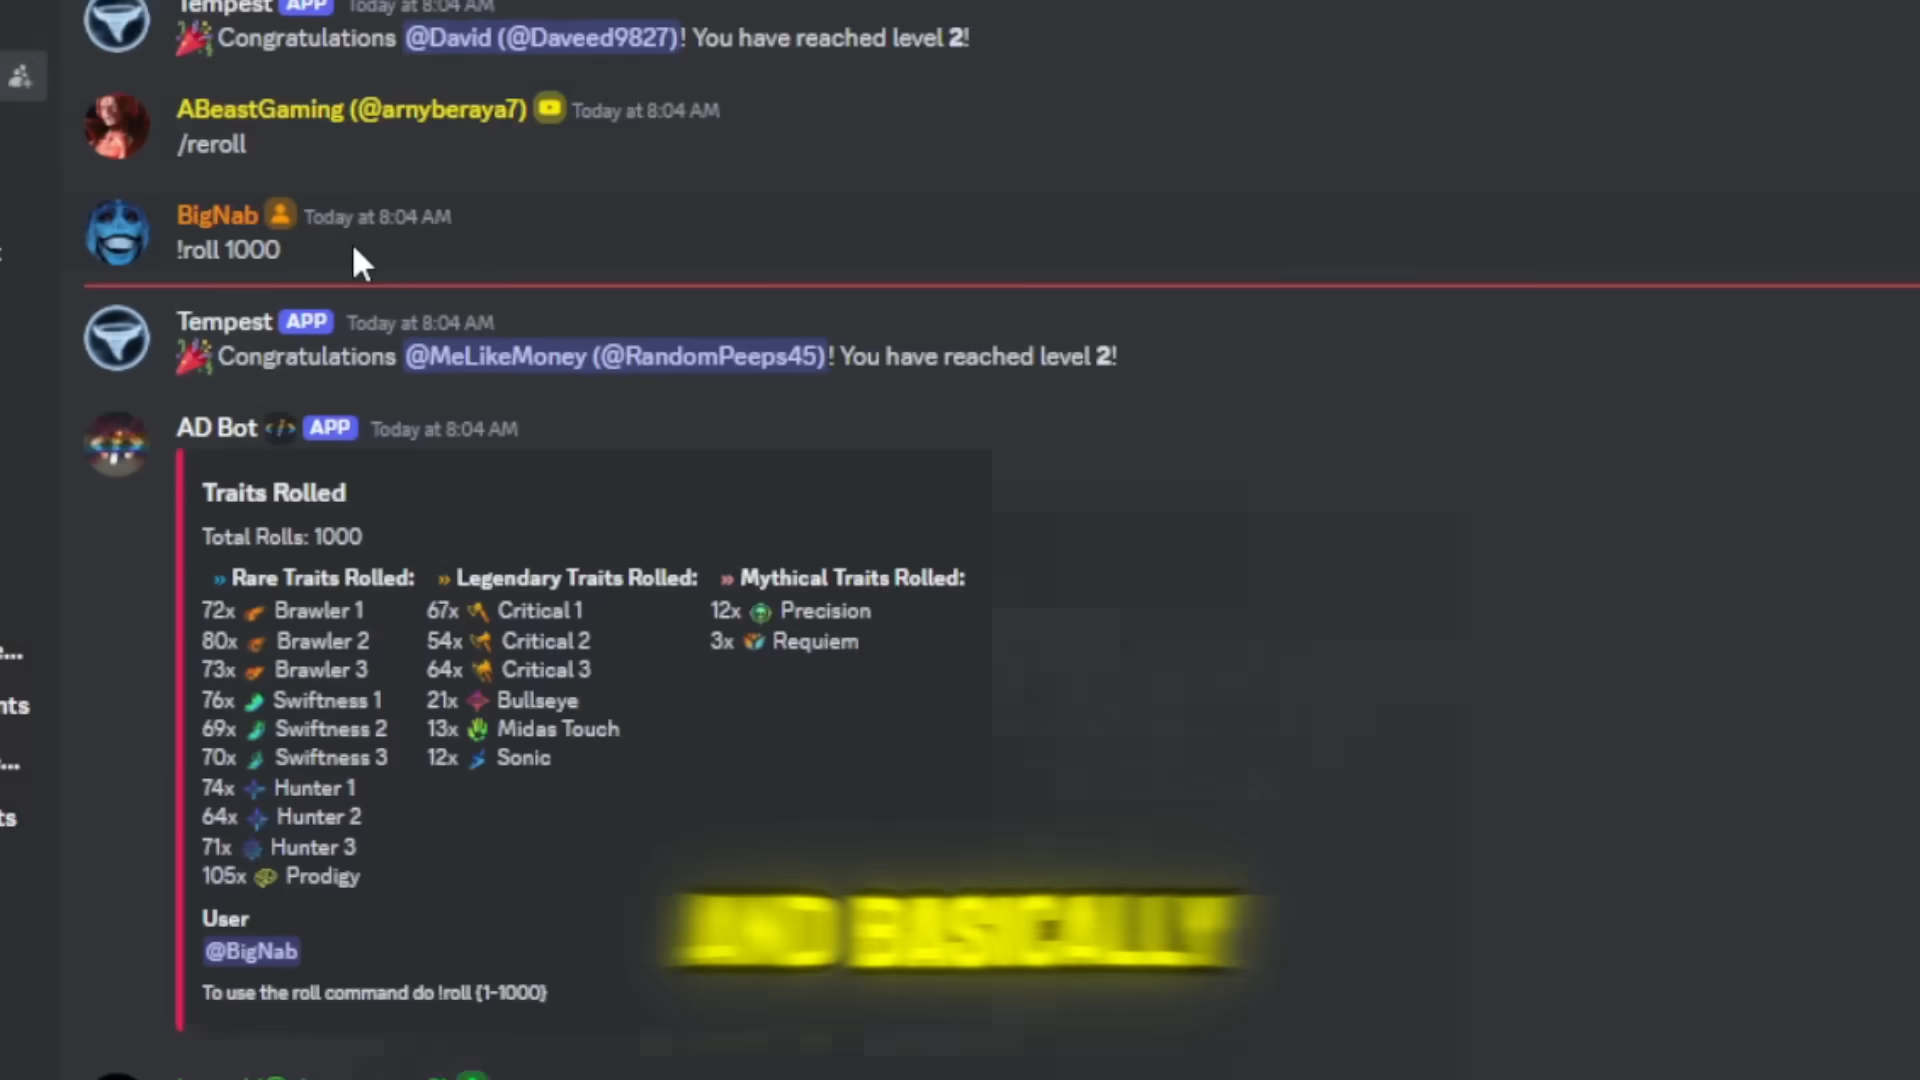 Tempest APP Today at 8:04 AM
Congratulations @David (@Daveed9827)! You have reached level 2!
ABeastGaming (@arnyberaya7) Today at 8:04 AM
/reroll
BigNab Today at 8:04 AM
!roll 1000
Tempest APP Today at 8:04 AM
Congratulations @MeLikeMoney (@RandomPeeps45)! You have reached level 2!
AD Bot </> APP Today at 8:04 AM
Traits Rolled
Total Rolls: 1000
» Rare Traits Rolled:
72x Brawler 1
80x Brawler 2
73x Brawler 3
76x Swiftness 1
69x Swiftness 2
70x Swiftness 3
74x Hunter 1
64x Hunter 2
71x Hunter 3
105x Prodigy
» Legendary Traits Rolled:
67x Critical 1
54x Critical 2
64x Critical 3
21x Bullseye
13x Midas Touch
12x Sonic
» Mythical Traits Rolled:
12x Precision
3x Requiem
User
@BigNab
To use the roll command do !roll {1-1000}
AND BASICALLY
e...
nts
...
ts